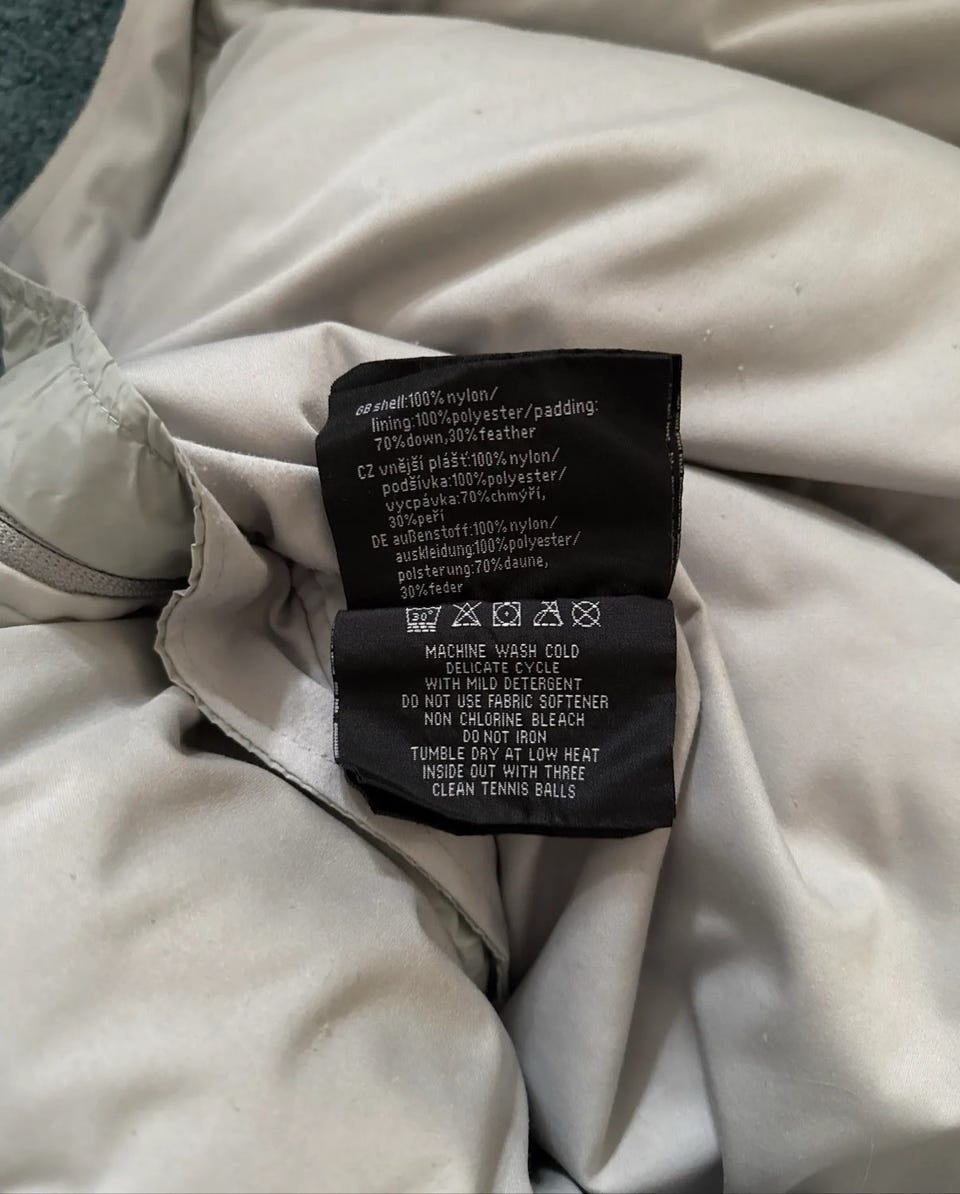 GB shell:100% nylon/
lining:100%polyester/padding:
70%down,30%feather
CZ vnější plášť:100% nylon/
podšívka:100%polyester/
vycpávka:70%chmýří,
30%peří
DE außenstoff:100% nylon/
auskleidung:100%polyester/
polsterung:70%daune,
30%feder
30°
MACHINE WASH COLD
DELICATE CYCLE
WITH MILD DETERGENT
DO NOT USE FABRIC SOFTENER
NON CHLORINE BLEACH
DO NOT IRON
TUMBLE DRY AT LOW HEAT
INSIDE OUT WITH THREE
CLEAN TENNIS BALLS